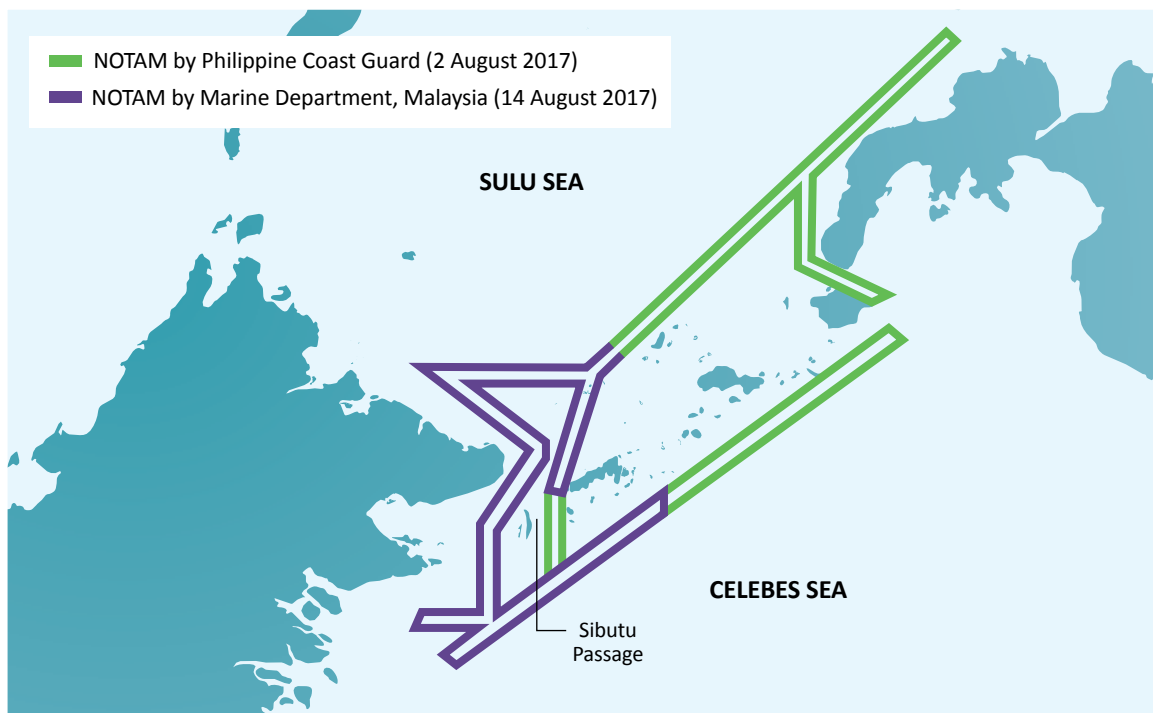 NOTAM by Philippine Coast Guard (2 August 2017)
NOTAM by Marine Department, Malaysia (14 August 2017)
SULU SEA
CELEBES SEA
Sibutu
Passage